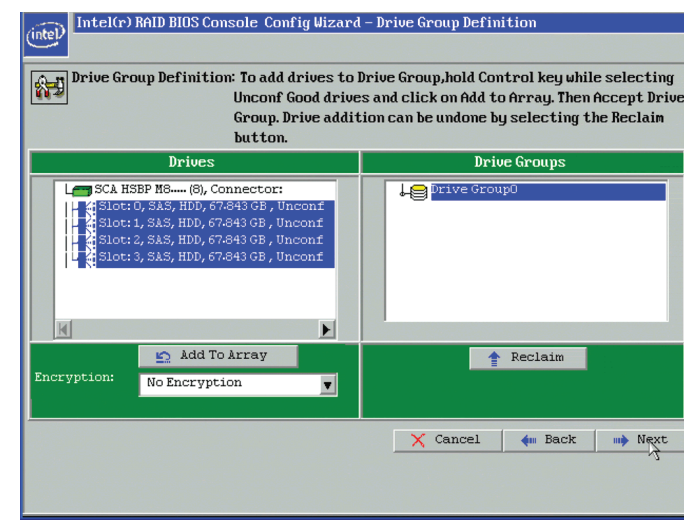 Intel(r) RAID BIOS Console Config Wizard – Drive Group Definition
intel
Drive Group Definition: To add drives to Drive Group,hold Control key while selecting
Unconf Good drives and click on Add to Array. Then Accept Drive
Group. Drive addition can be undone by selecting the Reclaim
button.
Drives
SCA HSBP M8..... (8), Connector:
Slot: 0, SAS, HDD, 67.843 GB , Unconf
Slot: 1, SAS, HDD, 67.843 GB , Unconf
Slot: 2, SAS, HDD, 67.843 GB , Unconf
Slot: 3, SAS, HDD, 67.843 GB , Unconf
Add To Array
Encryption:
No Encryption
Drive Groups
Drive Group0
Reclaim
Cancel
Back
Next